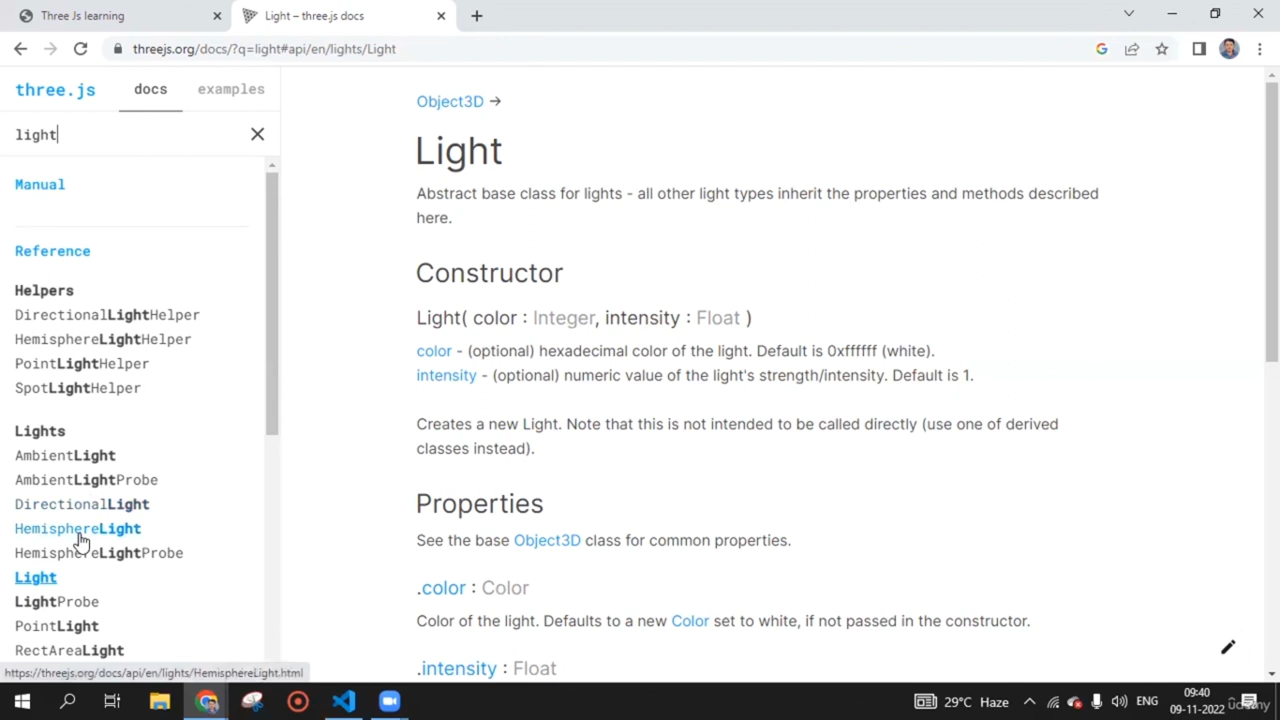 Three Js learning
Light – three.js docs
threejs.org/docs/?q=light#api/en/lights/Light
three.js
docs
examples
light
Manual
Reference
Helpers
DirectionalLightHelper
HemisphereLightHelper
PointLightHelper
SpotLightHelper
Lights
AmbientLight
AmbientLightProbe
DirectionalLight
HemisphereLight
HemisphereLightProbe
Light
LightProbe
PointLight
RectAreaLight
https://threejs.org/docs/api/en/lights/HemisphereLight.html
Object3D →
Light
Abstract base class for lights - all other light types inherit the properties and methods described
here.
Constructor
Light( color : Integer, intensity : Float )
color - (optional) hexadecimal color of the light. Default is 0xffffff (white).
intensity - (optional) numeric value of the light's strength/intensity. Default is 1.
Creates a new Light. Note that this is not intended to be called directly (use one of derived
classes instead).
Properties
See the base Object3D class for common properties.
.color : Color
Color of the light. Defaults to a new Color set to white, if not passed in the constructor.
.intensity : Float
29°C Haze
ENG
09:40
09-11-2022
udemy